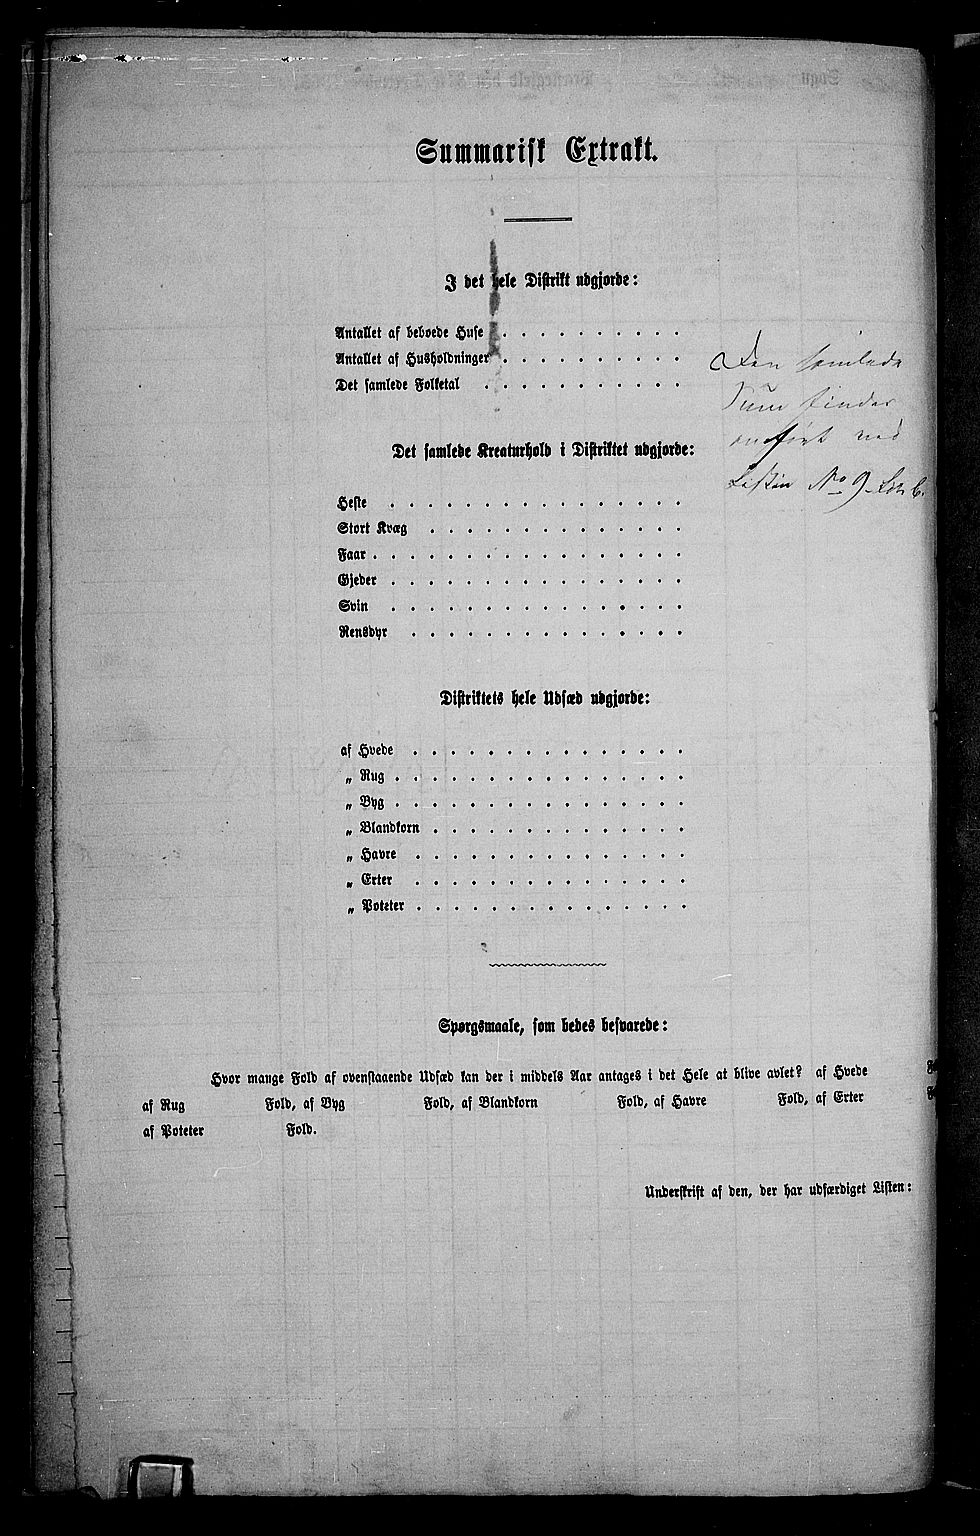 Summarisk Extrakt.
I det hele Distrikt udgjorde:
Antallet af beboede Huse . . . . . . . . . .
Antallet af Husholdninger . . . . . . . . . .
Det samlede Folketal . . . . . . . . . . .
Den samlede
Sum findes
anført ved
Listen No 9
Det samlede Kreaturhold i Distriktet udgjorde:
Heste . . . . . . . . . . . . . . . .
Stort Kvæg . . . . . . . . . . . . . .
Faar . . . . . . . . . . . . . . . . .
Gjeder . . . . . . . . . . . . . . . .
Svin . . . . . . . . . . . . . . . .
Rensdyr . . . . . . . . . . . . . . .
Distriktets hele Udsæd udgjorde:
af Hvede . . . . . . . . . . . . . . .
„ Rug . . . . . . . . . . . . . . . .
„ Byg . . . . . . . . . . . . . . . .
„ Blandkorn . . . . . . . . . . . . . .
„ Havre . . . . . . . . . . . . . . .
„ Erter . . . . . . . . . . . . . . .
„ Poteter . . . . . . . . . . . . . . .
Spørgsmaale, som bedes besvarede:
Hvor mange Fold af ovenstaaende Udsæd kan der i middels Aar antages i det Hele at blive avlet? af Hvede
af Rug Fold, af Byg Fold, af Blandkorn Fold, af Havre Fold, af Erter
af Poteter Fold.
Underskrift af den, der har udfærdiget Listen: